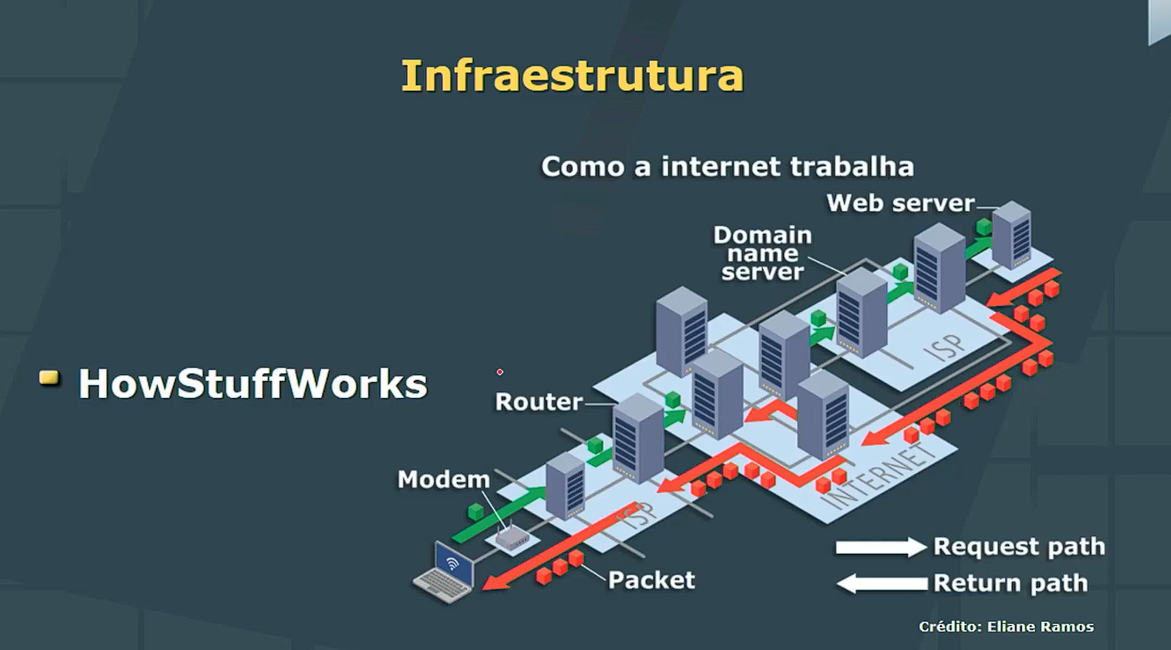 Infraestrutura
Como a internet trabalha
Web server
Domain
name
server
HowStuffWorks
Router
Modem
ISP
INTERNET
ISP
Packet
Request path
Return path
Crédito: Eliane Ramos